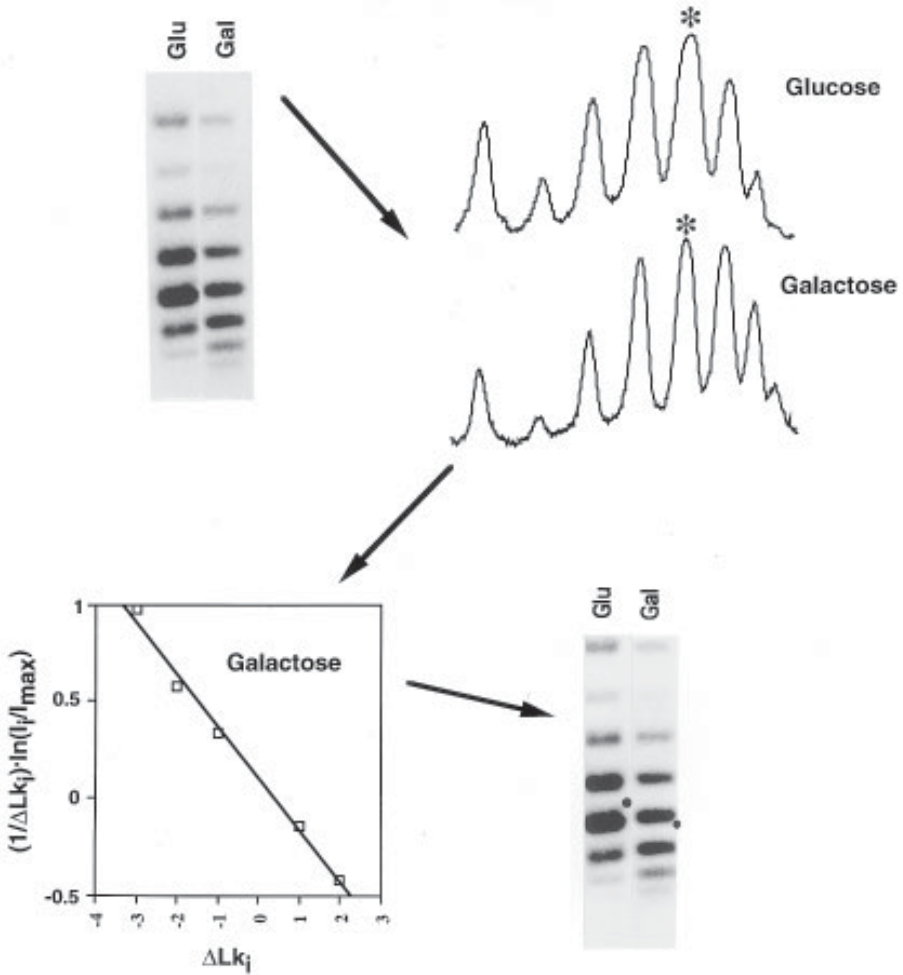 Glu Gal
*
Glucose
*
Galactose
Glu Gal
1
0.5
0
-0.5
Galactose
(1/ΔLki)·ln(Ii/Imax)
-4 -3 -2 -1 0 1 2 3
ΔLki